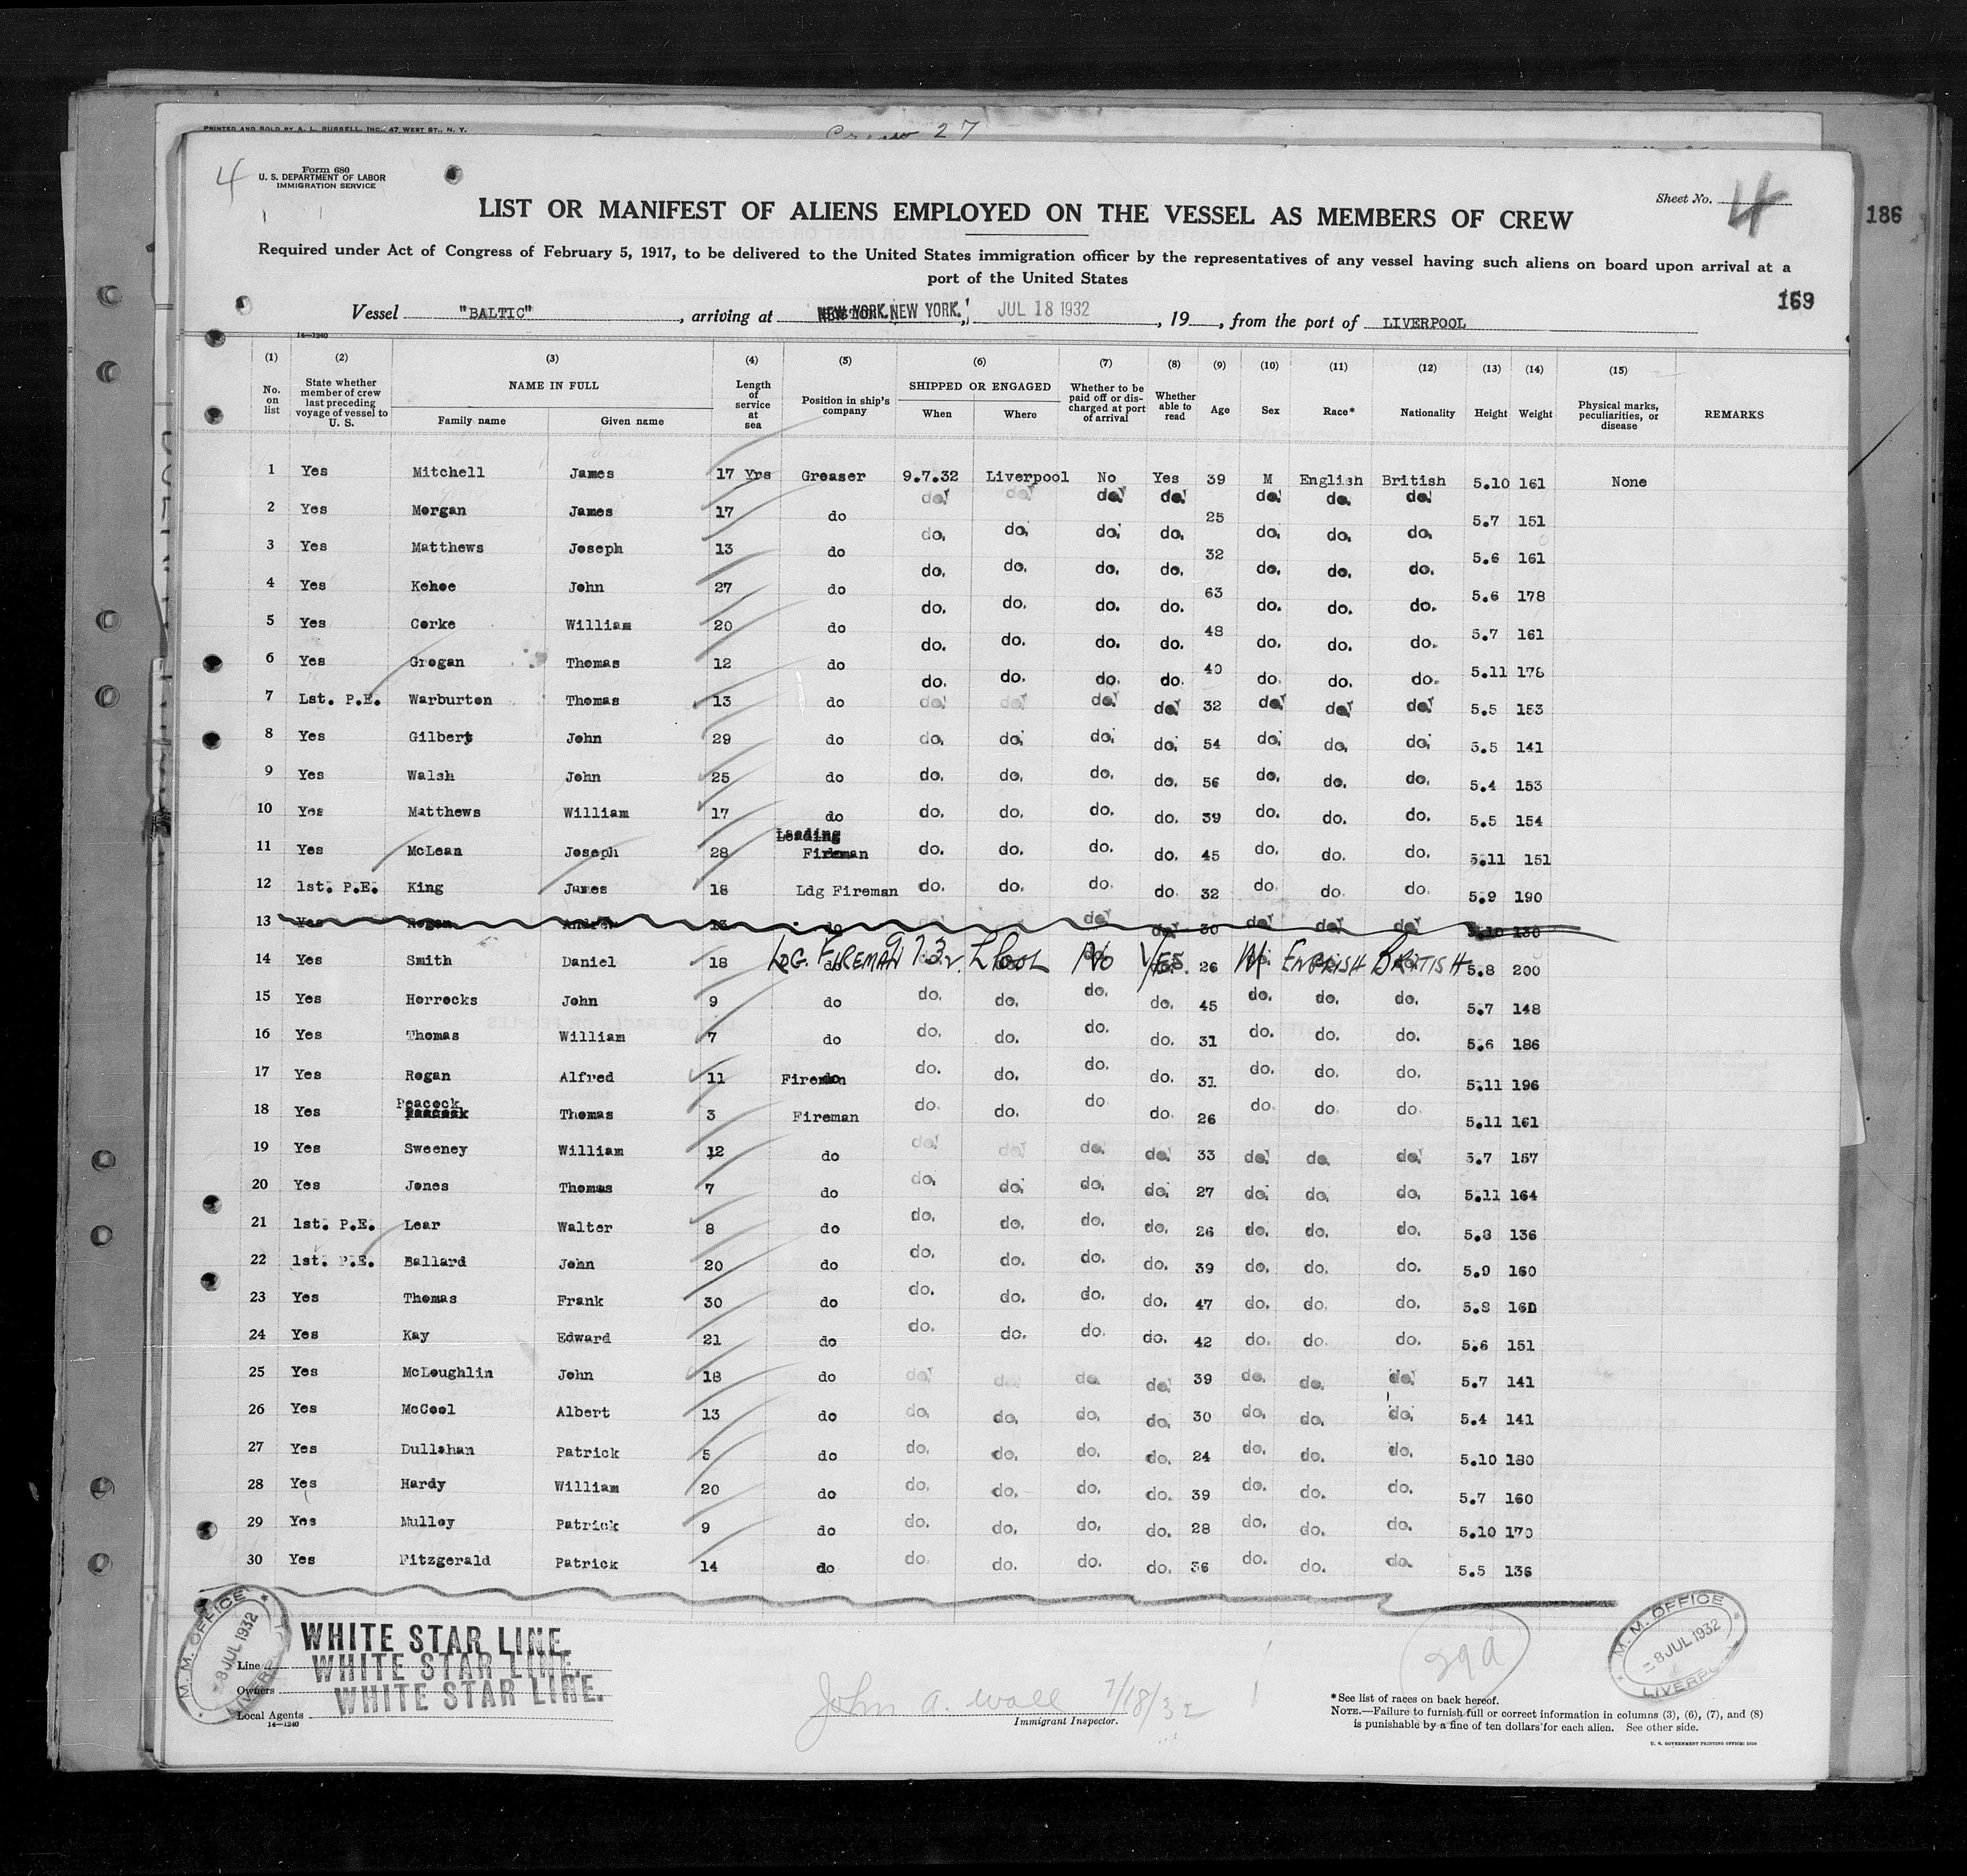 PRINTED AND SOLD BY A. L. RUSSELL, INC., 47 WEST ST., N. Y.
Crew 27
4
Form 680
U. S. DEPARTMENT OF LABOR
IMMIGRATION SERVICE
Sheet No. 4
186
LIST OR MANIFEST OF ALIENS EMPLOYED ON THE VESSEL AS MEMBERS OF CREW
Required under Act of Congress of February 5, 1917, to be delivered to the United States immigration officer by the representatives of any vessel having such aliens on board upon arrival at a
port of the United States
169
Vessel "BALTIC", arriving at NEW YORK. NEW YORK. JUL 18 1932, 19 , from the port of LIVERPOOL
14—1240
(1) (2) (3) (4) (5) (6) (7) (8) (9) (10) (11) (12) (13) (14) (15)
No. on list State whether member of crew last preceding voyage of vessel to U. S. NAME IN FULL Family name Given name Length of service at sea Position in ship's company SHIPPED OR ENGAGED When Where Whether to be paid off or discharged at port of arrival Whether able to read Age Sex Race* Nationality Height Weight Physical marks, peculiarities, or disease REMARKS
1 Yes Mitchell James 17 Yrs Greaser 9.7.32 Liverpool No Yes 39 M English British 5.10 161 None
2 Yes Morgan James 17 do do. do. do. do. 25 do. do. do. 5.7 151
3 Yes Matthews Joseph 13 do do. do. do. do. 32 do. do. do. 5.6 161
4 Yes Kehoe John 27 do do. do. do. do. 63 do. do. do. 5.6 178
5 Yes Corke William 20 do do. do. do. do. 48 do. do. do. 5.7 161
6 Yes Grogan Thomas 12 do do. do. do. do. 40 do. do. do. 5.11 178
7 Lst. P.E. Warburton Thomas 13 do do. do. do. do. 32 do. do. do. 5.5 153
8 Yes Gilbert John 29 do do. do. do. do. 54 do. do. do. 5.5 141
9 Yes Walsh John 25 do do. do. do. do. 56 do. do. do. 5.4 153
10 Yes Matthews William 17 do do. do. do. do. 39 do. do. do. 5.5 154
11 Yes McLean Joseph 28 Leading Fireman do. do. do. do. 45 do. do. do. 5.11 151
12 1st. P.E. King James 18 Ldg Fireman do. do. do. do. 32 do. do. do. 5.9 190
13 Yes Regan Andrew 13 do do. do. do. 30 do. do. do. 5.10 138
14 Yes Smith Daniel 18 LDG. FIREMAN 9.7.32. L'POOL NO YES. 26 M ENGLISH BRITISH 5.8 200
15 Yes Horrocks John 9 do do. do. do. do. 45 do. do. do. 5.7 148
16 Yes Thomas William 7 do do. do. do. do. 31 do. do. do. 5.6 186
17 Yes Regan Alfred 11 Fireman do. do. do. do. 31 do. do. do. 5.11 196
18 Yes Peacock Thomas 3 Fireman do. do. do. do. 26 do. do. do. 5.11 161
19 Yes Sweeney William 12 do do. do. do. do. 33 do. do. do. 5.7 157
20 Yes Jones Thomas 7 do do. do. do. do. 27 do. do. do. 5.11 164
21 1st. P.E. Lear Walter 8 do do. do. do. do. 26 do. do. do. 5.8 136
22 1st. P.E. Ballard John 20 do do. do. do. do. 39 do. do. do. 5.9 160
23 Yes Thomas Frank 30 do do. do. do. do. 47 do. do. do. 5.8 160
24 Yes Kay Edward 21 do do. do. do. do. 42 do. do. do. 5.6 151
25 Yes McLoughlin John 18 do do. do. do. do. 39 do. do. do. 5.7 141
26 Yes McCool Albert 13 do do. do. do. do. 30 do. do. do. 5.4 141
27 Yes Dullahan Patrick 5 do do. do. do. do. 24 do. do. do. 5.10 180
28 Yes Hardy William 20 do do. do. do. do. 39 do. do. do. 5.7 160
29 Yes Mulley Patrick 9 do do. do. do. do. 28 do. do. do. 5.10 170
30 Yes Fitzgerald Patrick 14 do do. do. do. do. 36 do. do. do. 5.5 136
M. M. OFFICE -8 JUL 1932 LIVERPOOL
WHITE STAR LINE.
Line WHITE STAR LINE.
Owners WHITE STAR LINE.
Local Agents
14—1240
John A. Wall 7/18/32
Immigrant Inspector.
29a
M. M. OFFICE -8 JUL 1932 LIVERPOOL
*See list of races on back hereof.
NOTE.—Failure to furnish full or correct information in columns (3), (6), (7), and (8)
is punishable by a fine of ten dollars for each alien. See other side.
U. S. GOVERNMENT PRINTING OFFICE: